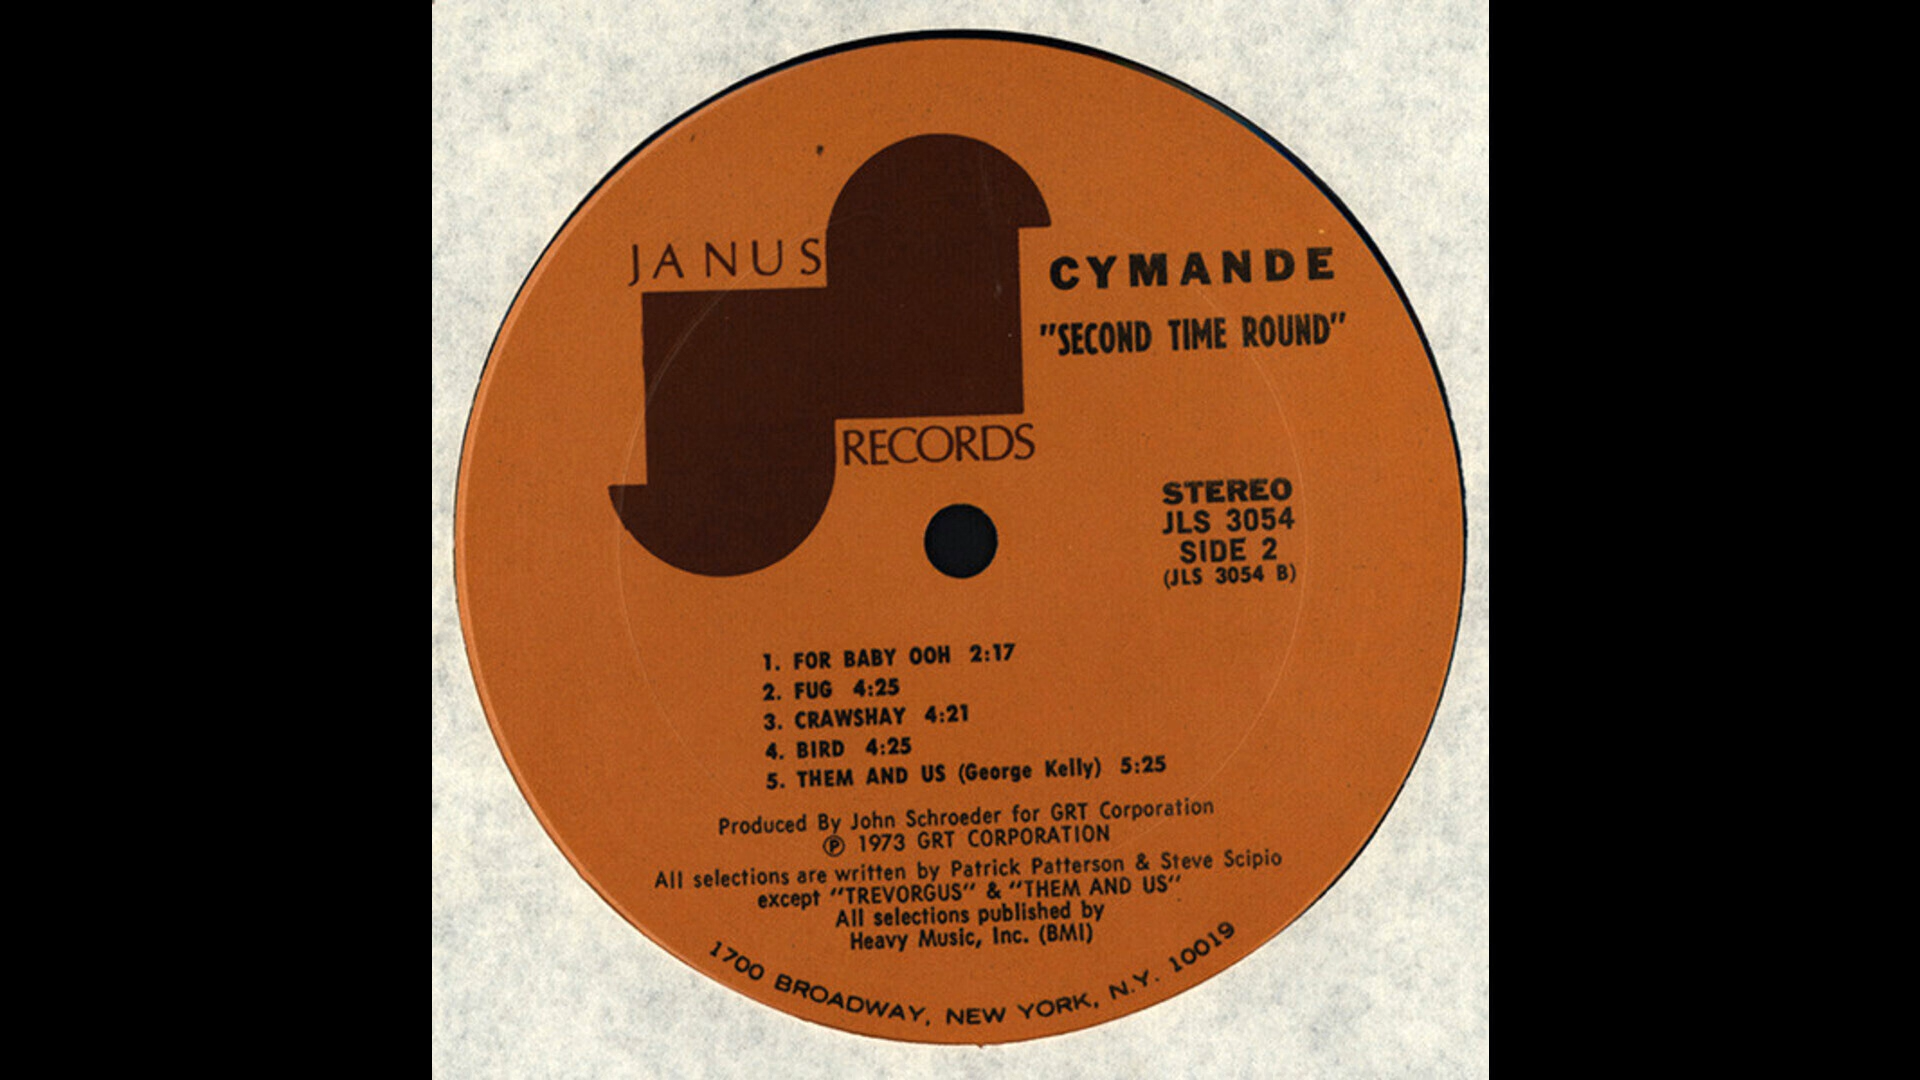 JANUS
RECORDS
CYMANDE
"SECOND TIME ROUND"
STEREO
JLS 3054
SIDE 2
(JLS 3054 B)
1. FOR BABY OOH 2:17
2. FUG 4:25
3. CRAWSHAY 4:21
4. BIRD 4:25
5. THEM AND US (George Kelly) 5:25
Produced By John Schroeder for GRT Corporation
Ⓟ 1973 GRT CORPORATION
All selections are written by Patrick Patterson & Steve Scipio
except "TREVORGUS" & "THEM AND US"
All selections published by
Heavy Music, Inc. (BMI)
1700 BROADWAY, NEW YORK, N.Y. 10019